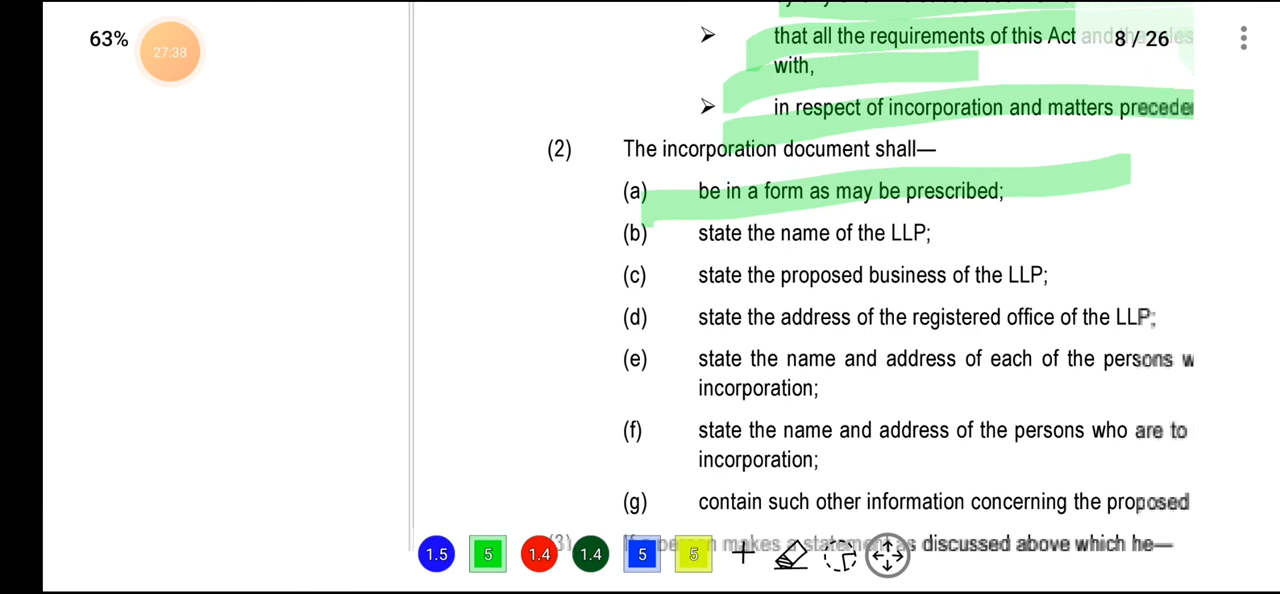 63%
27:38
8 / 26
that all the requirements of this Act and
with,
in respect of incorporation and matters
(2) The incorporation document shall—
(a) be in a form as may be prescribed;
(b) state the name of the LLP;
(c) state the proposed business of the LLP;
(d) state the address of the registered office of the LLP;
(e) state the name and address of each of the persons
incorporation;
(f) state the name and address of the persons who are to
incorporation;
(g) contain such other information concerning the proposed
(3) makes a statement as discussed above which he—
1.5 5 1.4 1.4 5 5